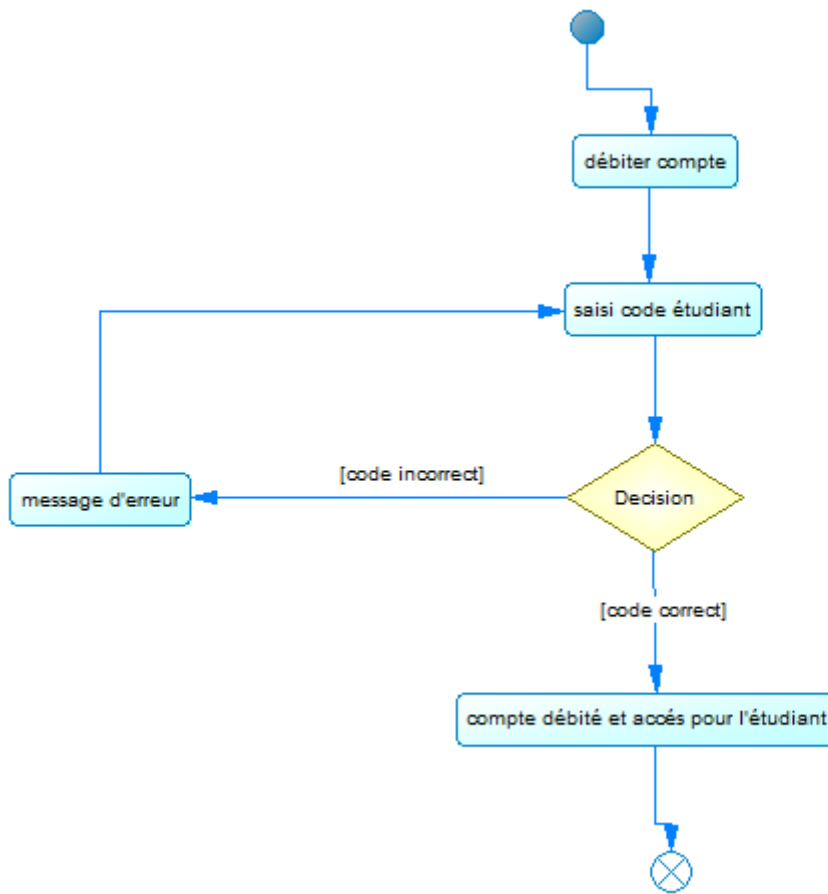 débiter compte
saisi code étudiant
[code incorrect]
message d'erreur
Decision
[code correct]
compte débité et accés pour l'étudiant